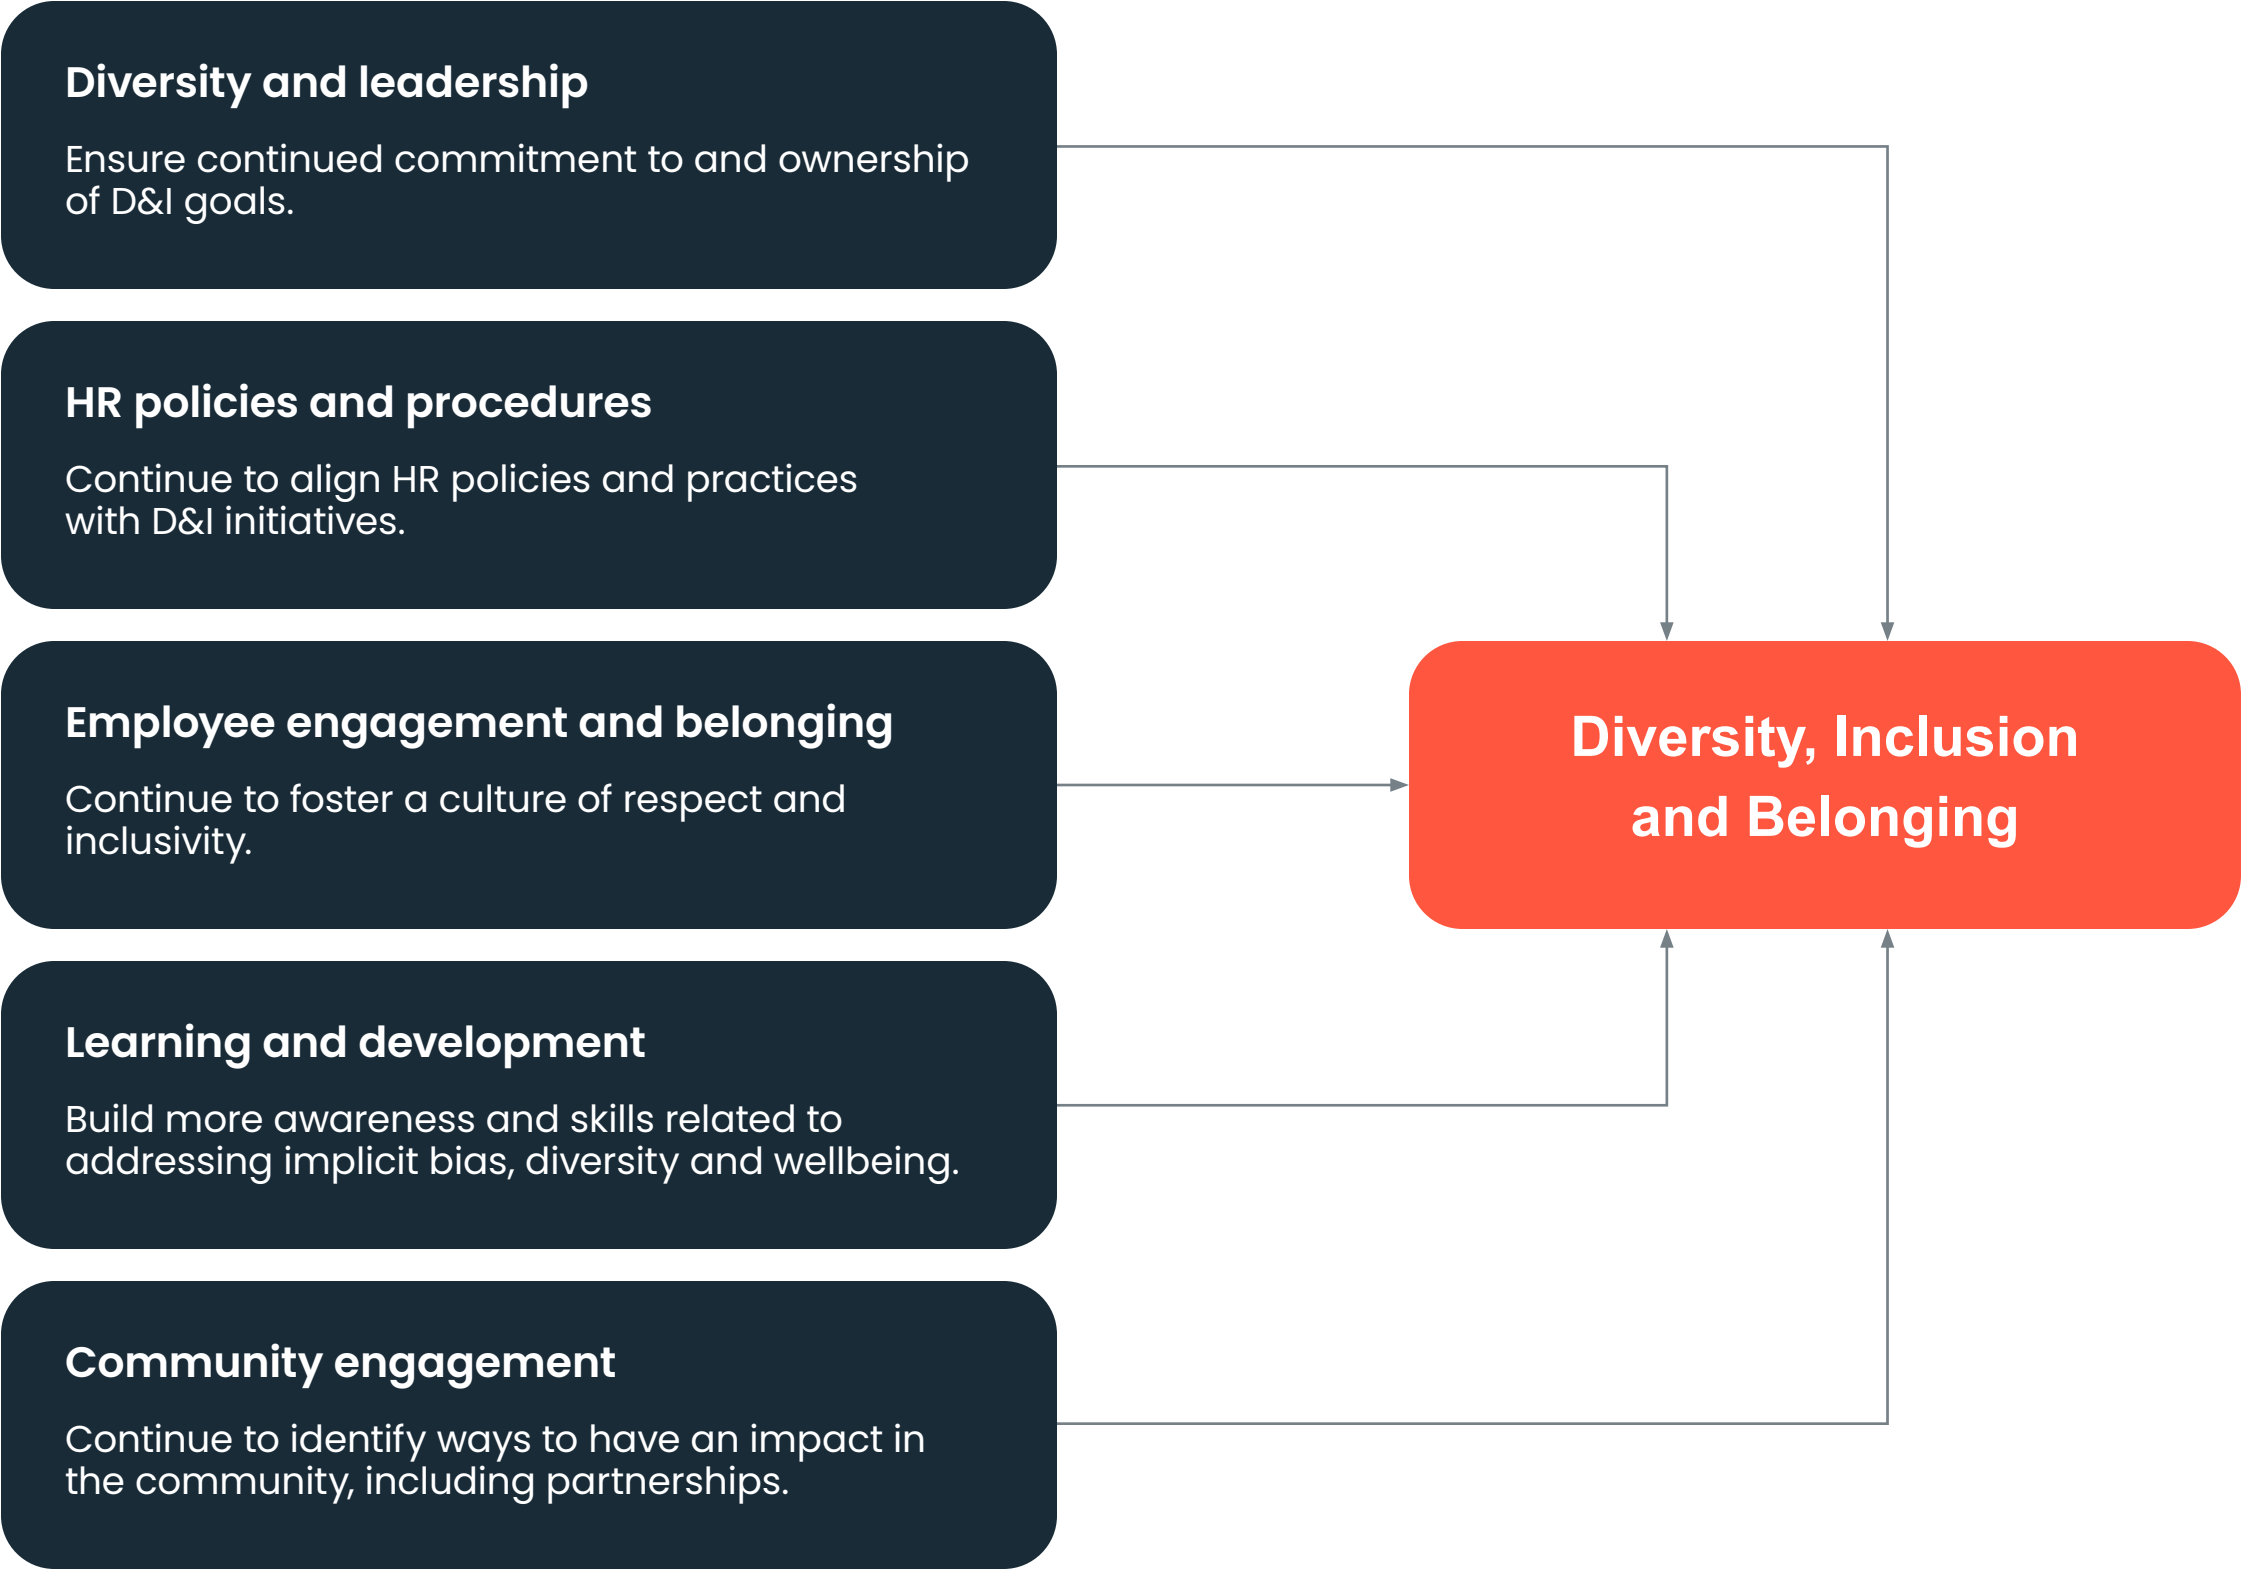 Diversity and leadership
Ensure continued commitment to and ownership
of D&I goals.
HR policies and procedures
Continue to align HR policies and practices
with D&I initiatives.
Employee engagement and belonging
Continue to foster a culture of respect and
inclusivity.
Learning and development
Build more awareness and skills related to
addressing implicit bias, diversity and wellbeing.
Community engagement
Continue to identify ways to have an impact in
the community, including partnerships.
Diversity, Inclusion
and Belonging